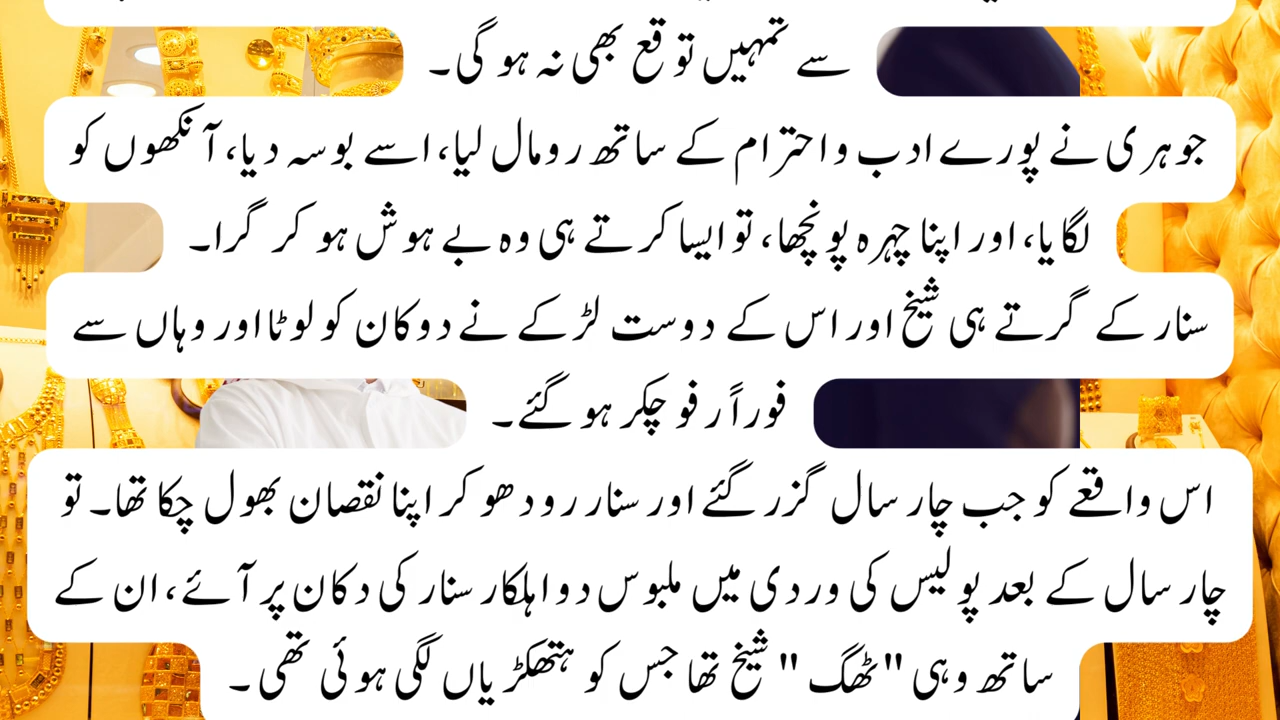 سے تمہیں توقع بھی نہ ہو گی۔
جوہری نے پورے ادب و احترام کے ساتھ رومال لیا، اسے بوسہ دیا، آنکھوں کو
لگایا، اور اپنا چہرہ پونچھا، تو ایسا کرتے ہی وہ بے ہوش ہو کر گرا۔
سنار کے گرتے ہی شیخ اور اس کے دوست لڑکے نے دوکان کو لوٹا اور وہاں سے
فوراً رفو چکر ہو گئے۔
اس واقعے کو جب چار سال گزر گئے اور سنار رو دھو کر اپنا نقصان بھول چکا تھا۔ تو
چار سال کے بعد پولیس کی وردی میں ملبوس دو اہلکار سنار کی دکان پر آئے، ان کے
ساتھ وہی "ٹھگ " شیخ تھا جس کو ہتھکڑیاں لگی ہوئی تھی۔